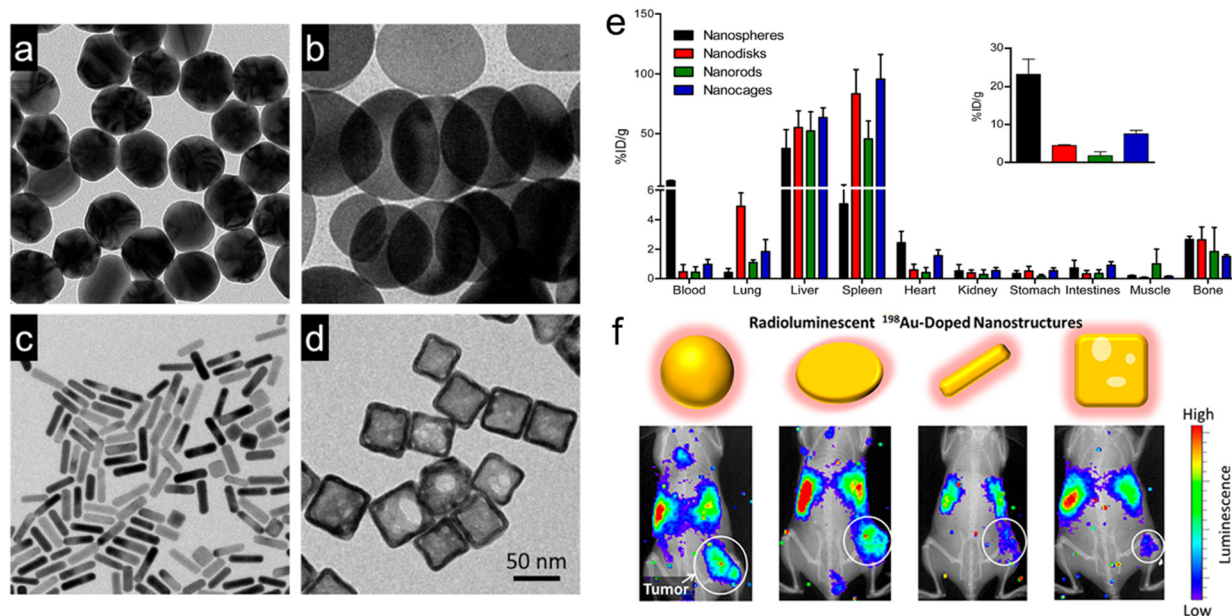 a
b
c
d
50 nm
e
150
100
50
6
4
2
0
%ID/g
Nanospheres
Nanodisks
Nanorods
Nanocages
30
20
10
0
%ID/g
Blood Lung Liver Spleen Heart Kidney Stomach Intestines Muscle Bone
f
Radioluminescent ¹⁹⁸Au-Doped Nanostructures
Tumor
High
Luminescence
Low